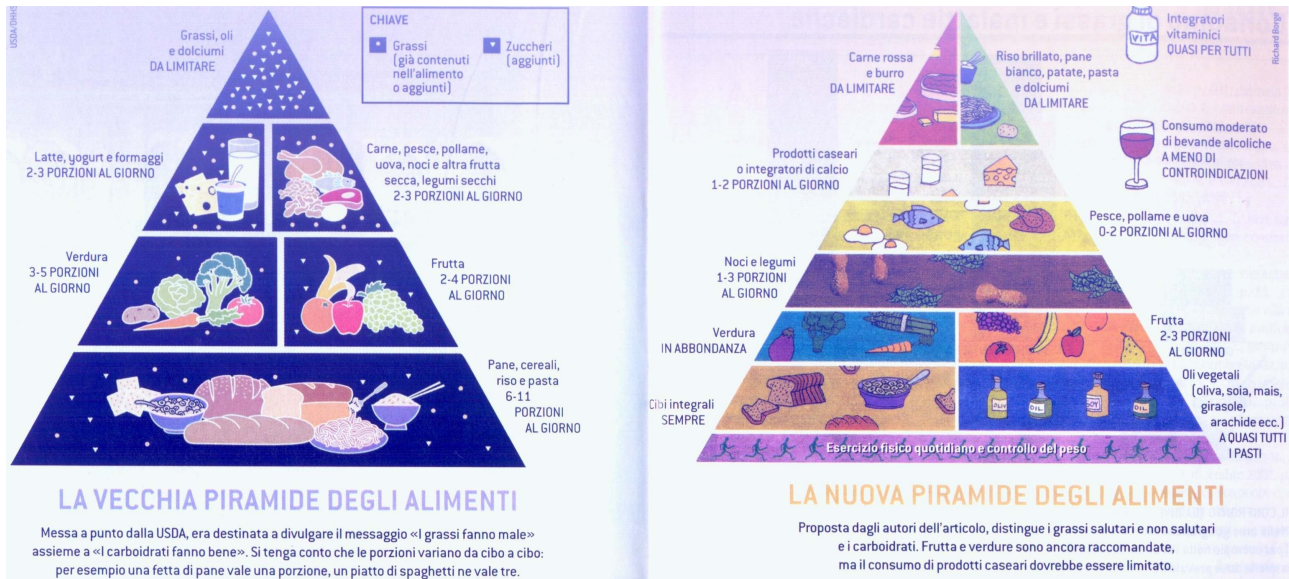 USDA/DHHS
Grassi, oli
e dolciumi
DA LIMITARE
CHIAVE
Grassi
(già contenuti
nell'alimento
o aggiunti)
Zuccheri
(aggiunti)
Latte, yogurt e formaggi
2-3 PORZIONI AL GIORNO
Carne, pesce, pollame,
uova, noci e altra frutta
secca, legumi secchi
2-3 PORZIONI AL GIORNO
Verdura
3-5 PORZIONI
AL GIORNO
Frutta
2-4 PORZIONI
AL GIORNO
Pane, cereali,
riso e pasta
6-11
PORZIONI
AL GIORNO
LA VECCHIA PIRAMIDE DEGLI ALIMENTI
Messa a punto dalla USDA, era destinata a divulgare il messaggio «I grassi fanno male»
assieme a «I carboidrati fanno bene». Si tenga conto che le porzioni variano da cibo a cibo:
per esempio una fetta di pane vale una porzione, un piatto di spaghetti ne vale tre.
Carne rossa
e burro
DA LIMITARE
Riso brillato, pane
bianco, patate, pasta
e dolciumi
DA LIMITARE
VITA
Integratori
vitaminici
QUASI PER TUTTI
Richard Borge
Consumo moderato
di bevande alcoliche
A MENO DI
CONTROINDICAZIONI
Prodotti caseari
o integratori di calcio
1-2 PORZIONI AL GIORNO
Pesce, pollame e uova
0-2 PORZIONI AL GIORNO
Noci e legumi
1-3 PORZIONI
AL GIORNO
Verdura
IN ABBONDANZA
Frutta
2-3 PORZIONI
AL GIORNO
Cibi integrali
SEMPRE
OLIV
OIL
SOY
OIL
Oli vegetali
(oliva, soia, mais,
girasole,
arachide ecc.)
A QUASI TUTTI
I PASTI
Esercizio fisico quotidiano e controllo del peso
LA NUOVA PIRAMIDE DEGLI ALIMENTI
Proposta dagli autori dell'articolo, distingue i grassi salutari e non salutari
e i carboidrati. Frutta e verdure sono ancora raccomandate,
ma il consumo di prodotti caseari dovrebbe essere limitato.